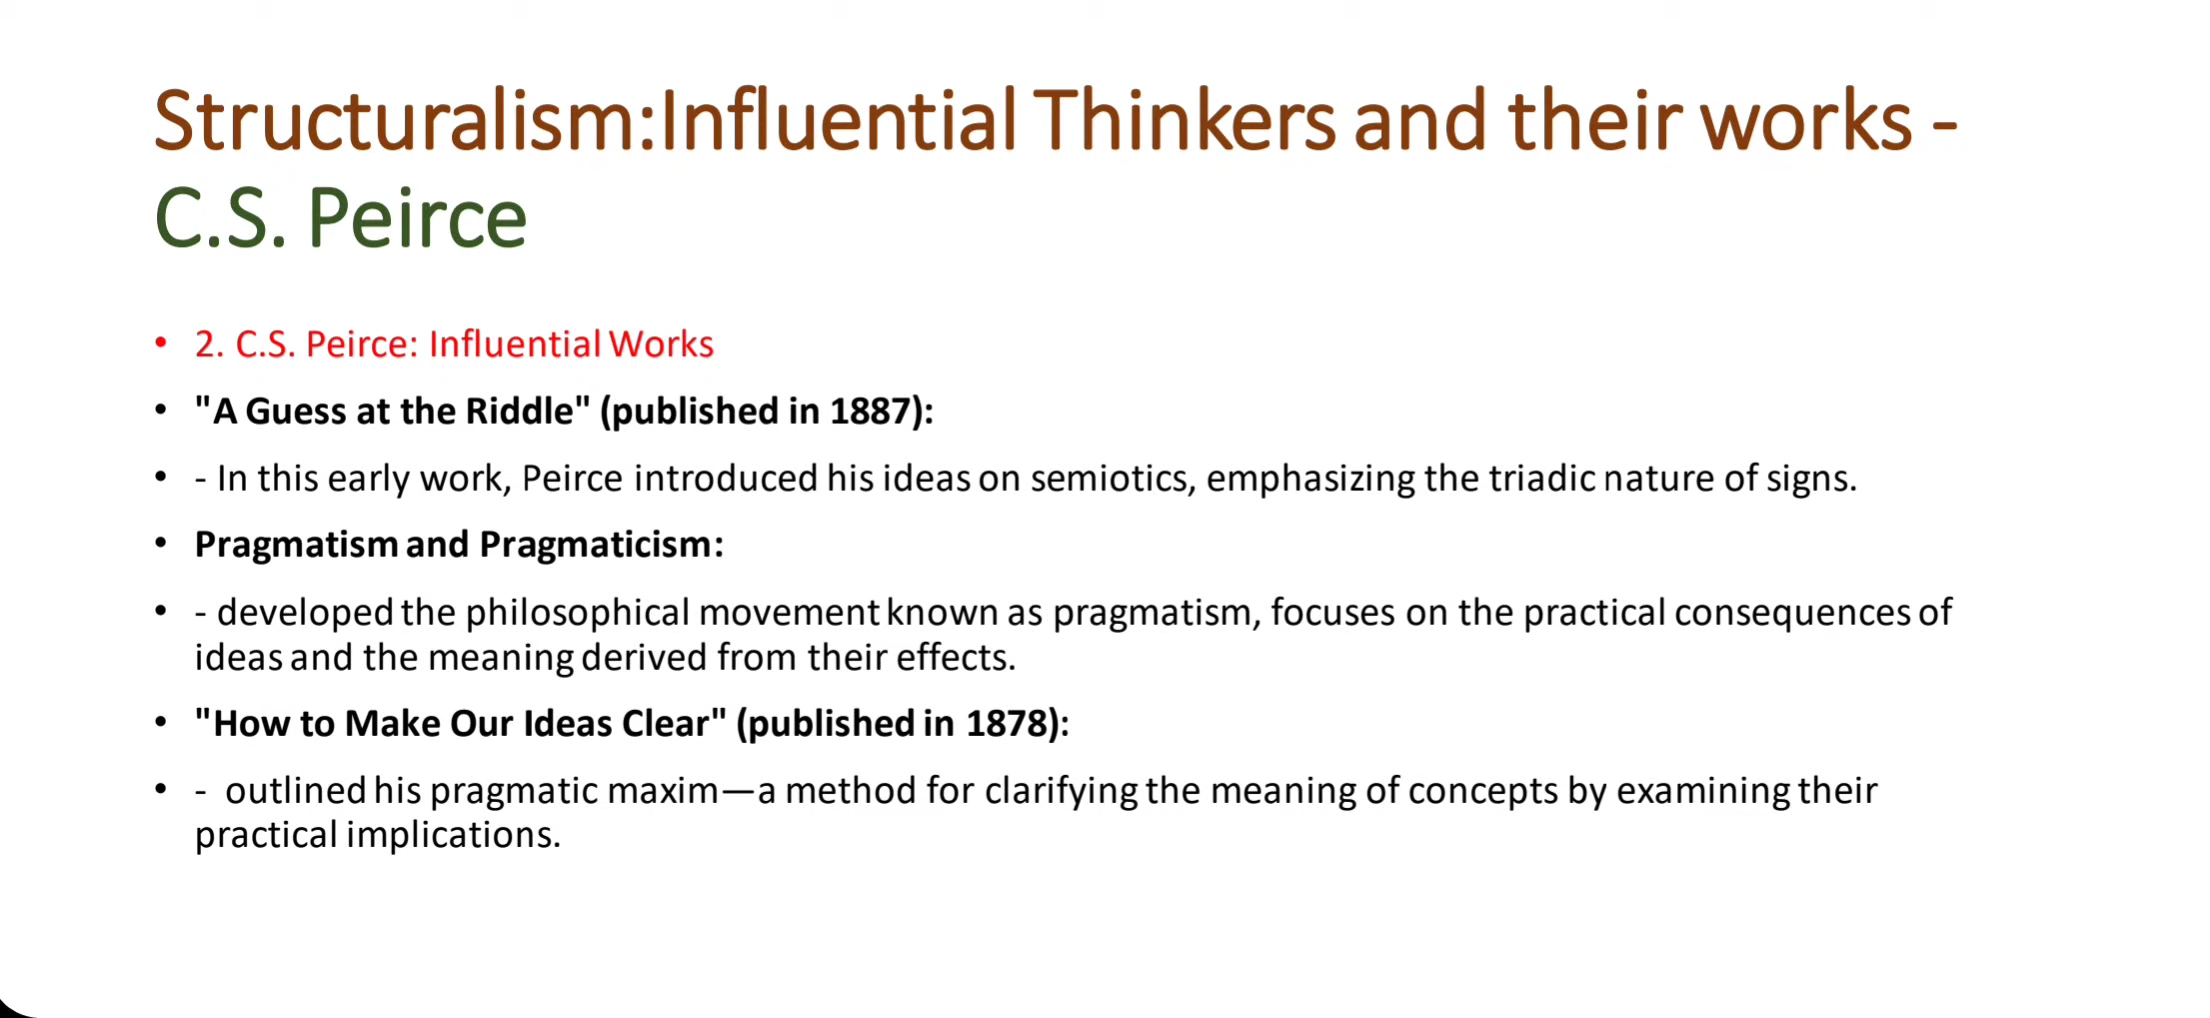 Structuralism:Influential Thinkers and their works -
C.S. Peirce
• 2. C.S. Peirce: Influential Works
• "A Guess at the Riddle" (published in 1887):
• - In this early work, Peirce introduced his ideas on semiotics, emphasizing the triadic nature of signs.
• Pragmatism and Pragmaticism:
• - developed the philosophical movement known as pragmatism, focuses on the practical consequences of
ideas and the meaning derived from their effects.
• "How to Make Our Ideas Clear" (published in 1878):
• - outlined his pragmatic maxim—a method for clarifying the meaning of concepts by examining their
practical implications.